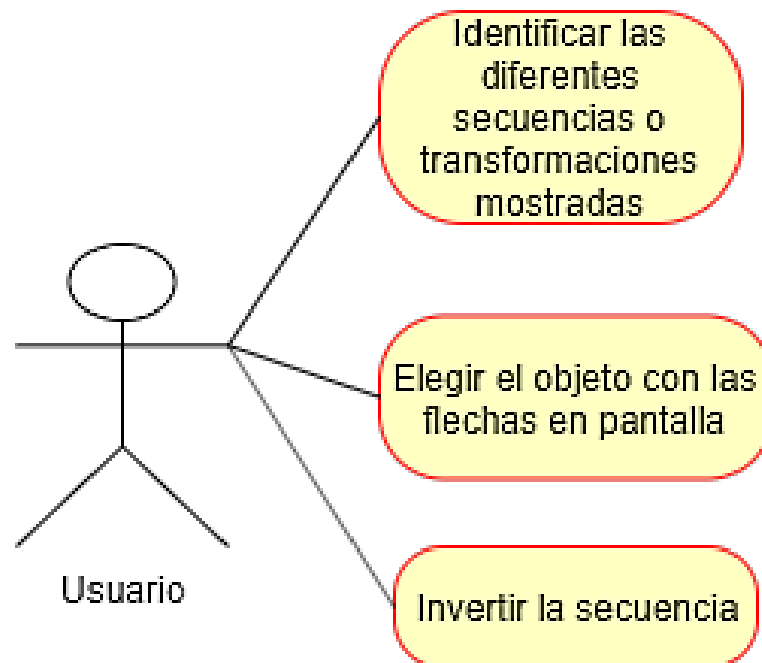 Identificar las
diferentes
secuencias o
transformaciones
mostradas
Elegir el objeto con las
flechas en pantalla
Usuario
Invertir la secuencia